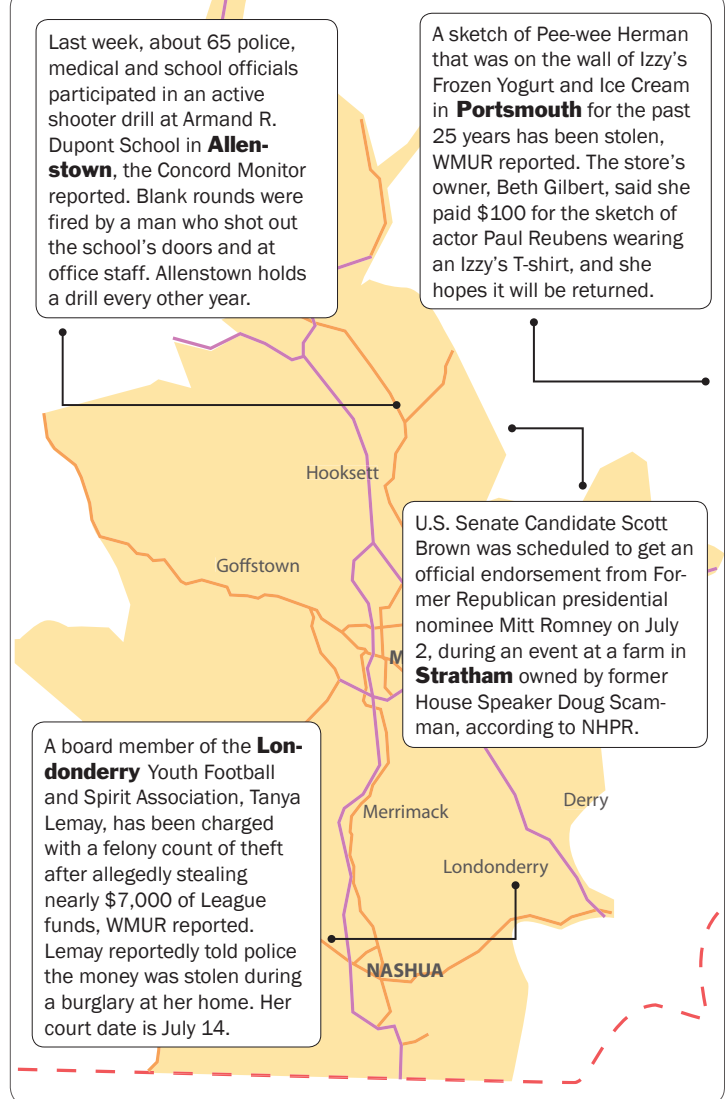 Last week, about 65 police,
medical and school officials
participated in an active
shooter drill at Armand R.
Dupont School in Allen-
stown, the Concord Monitor
reported. Blank rounds were
fired by a man who shot out
the school's doors and at
office staff. Allenstown holds
a drill every other year.
A sketch of Pee-wee Herman
that was on the wall of Izzy's
Frozen Yogurt and Ice Cream
in Portsmouth for the past
25 years has been stolen,
WMUR reported. The store's
owner, Beth Gilbert, said she
paid $100 for the sketch of
actor Paul Reubens wearing
an Izzy's T-shirt, and she
hopes it will be returned.
Hooksett
Goffstown
M
U.S. Senate Candidate Scott
Brown was scheduled to get an
official endorsement from For-
mer Republican presidential
nominee Mitt Romney on July
2, during an event at a farm in
Stratham owned by former
House Speaker Doug Scam-
man, according to NHPR.
A board member of the Lon-
donderry Youth Football
and Spirit Association, Tanya
Lemay, has been charged
with a felony count of theft
after allegedly stealing
nearly $7,000 of League
funds, WMUR reported.
Lemay reportedly told police
the money was stolen during
a burglary at her home. Her
court date is July 14.
Merrimack
Derry
Londonderry
NASHUA